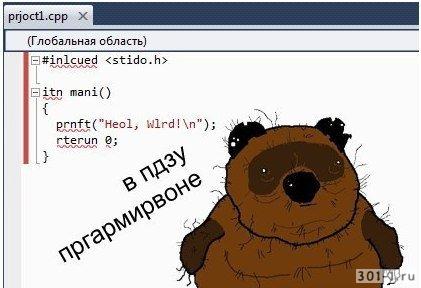 prjoct1.cpp
(Глобальная область)
#inlcued <stido.h>
itn mani()
{
prnft("Heol, Wlrd!\n");
rterun 0;
}
в пдзу
пргармирвоне